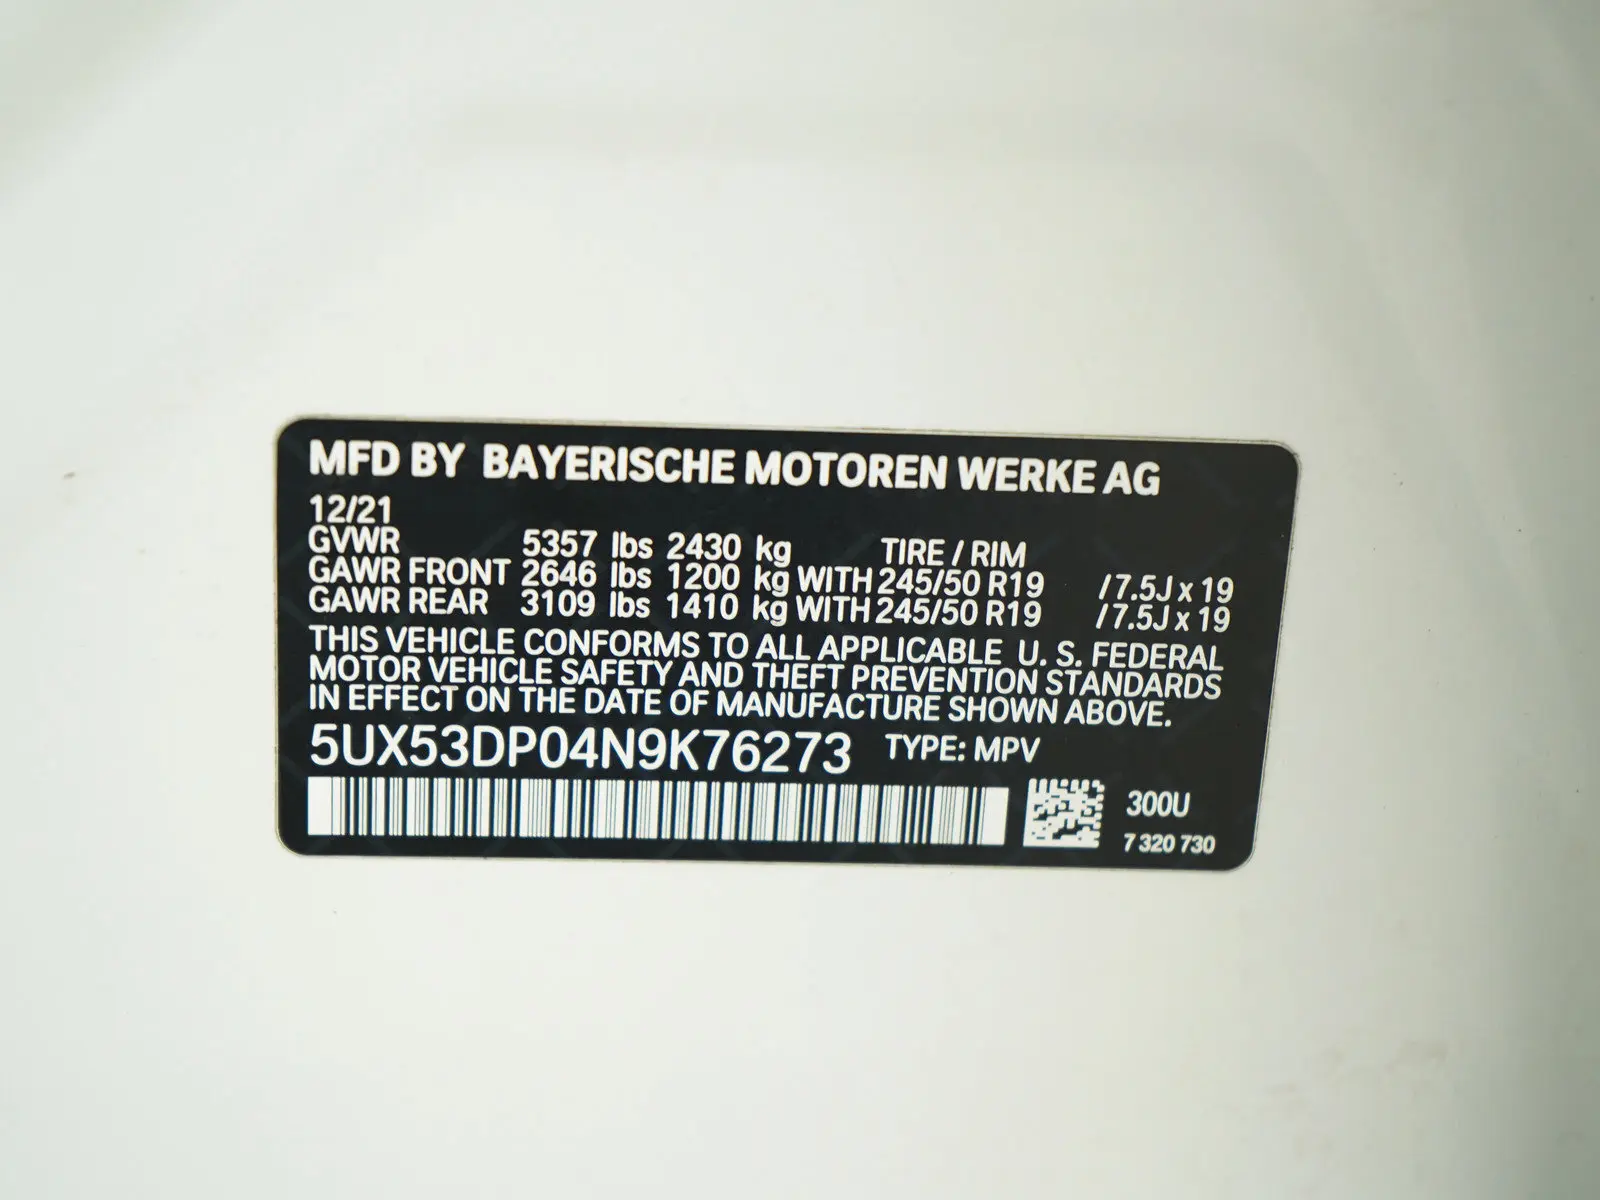 MFD BY BAYERISCHE MOTOREN WERKE AG
12/21
GVWR 5357 lbs 2430 kg TIRE / RIM
GAWR FRONT 2646 lbs 1200 kg WITH 245/50 R19 /7.5J x 19
GAWR REAR 3109 lbs 1410 kg WITH 245/50 R19 /7.5J x 19
THIS VEHICLE CONFORMS TO ALL APPLICABLE U. S. FEDERAL
MOTOR VEHICLE SAFETY AND THEFT PREVENTION STANDARDS
IN EFFECT ON THE DATE OF MANUFACTURE SHOWN ABOVE.
5UX53DP04N9K76273 TYPE: MPV
300U
7 320 730